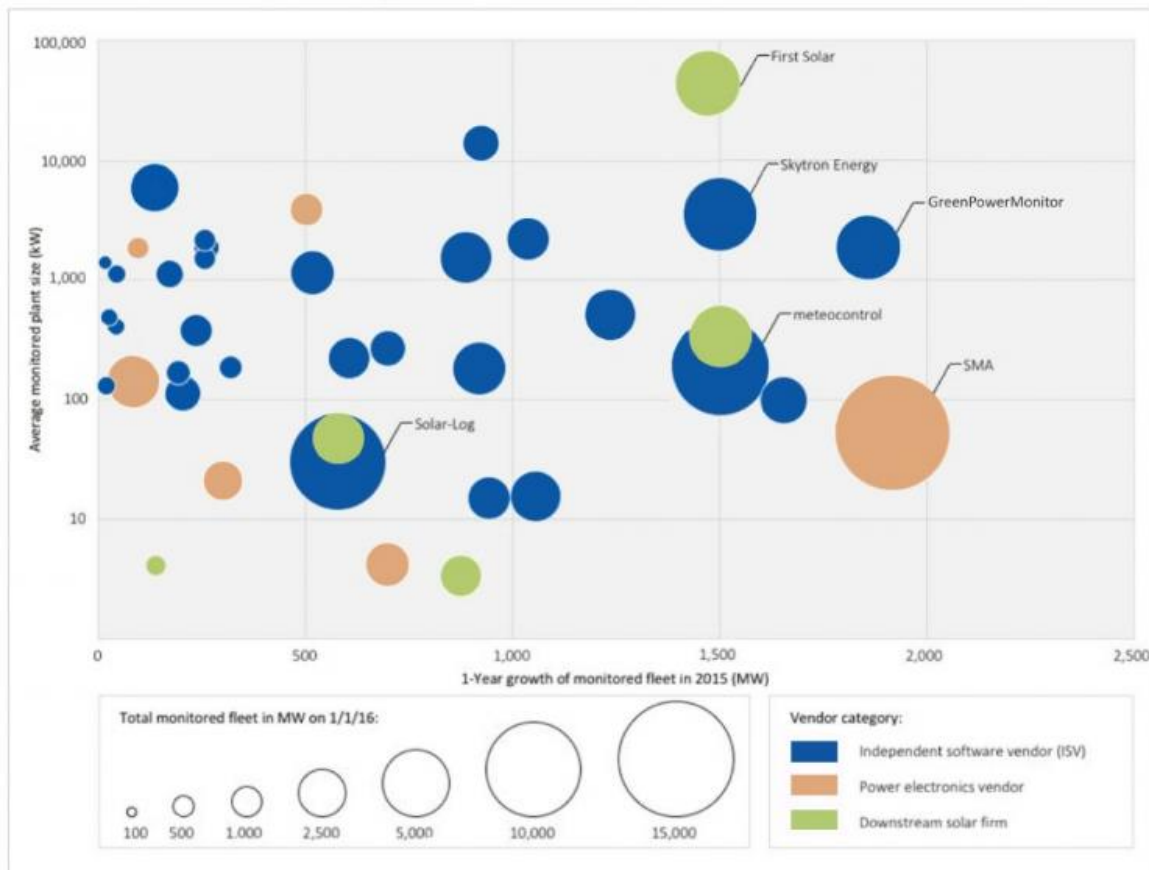 100,000
First Solar
10,000
Skytron Energy
GreenPowerMonitor
1,000
meteocontrol
SMA
100
Solar-Log
10
Average monitored plant size (kW)
0 500 1,000 1,500 2,000 2,500
1-Year growth of monitored fleet in 2015 (MW)
Total monitored fleet in MW on 1/1/16:
100 500 1.000 2,500 5,000 10,000 15,000
Vendor category:
Independent software vendor (ISV)
Power electronics vendor
Downstream solar firm